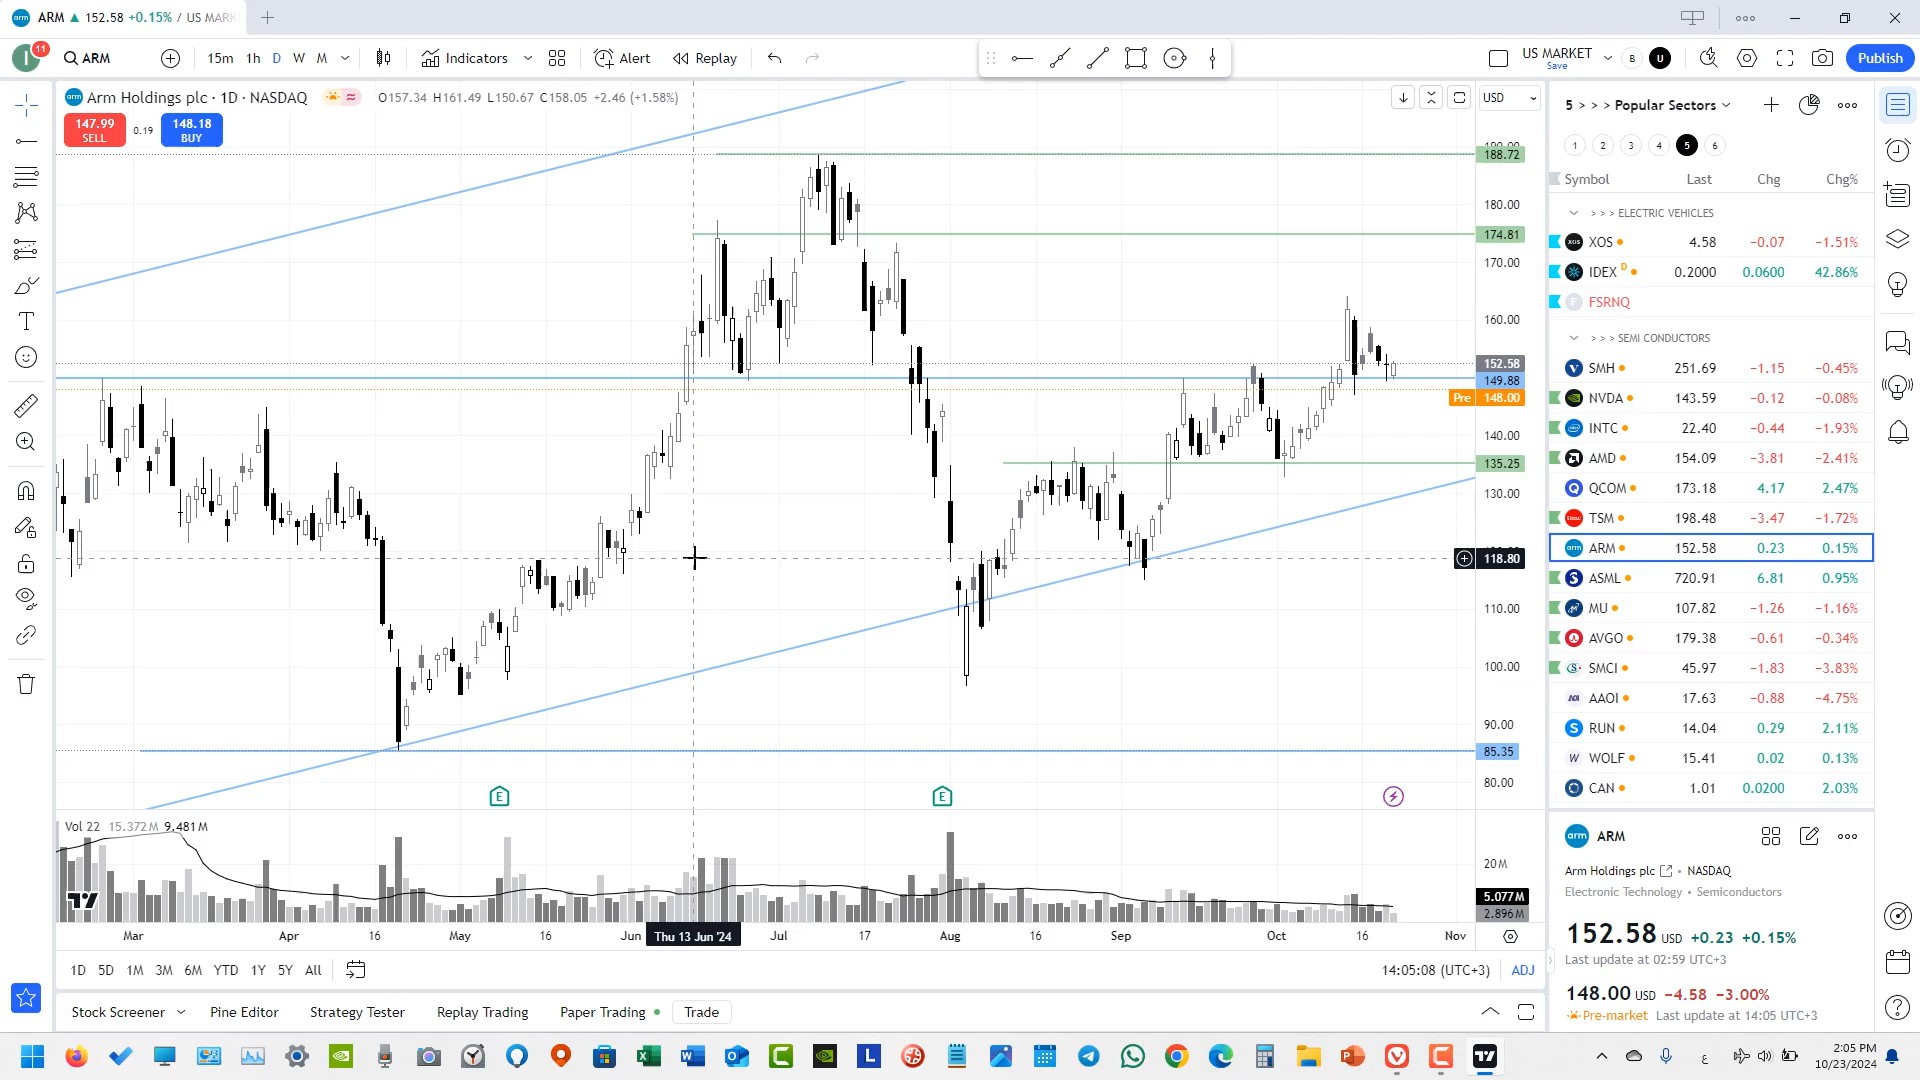 ARM ▲ 152.58 +0.15% / US MARK
11
ARM
15m 1h D W M
Indicators
Alert
Replay
US MARKET
Save
B
U
Publish
Arm Holdings plc · 1D · NASDAQ
O157.34 H161.49 L150.67 C158.05 +2.46 (+1.58%)
147.99
SELL
0.19
148.18
BUY
USD
188.72
180.00
174.81
170.00
160.00
152.58
149.88
Pre 148.00
140.00
135.25
130.00
118.80
110.00
100.00
90.00
85.35
80.00
E
E
Vol 22 15.372M 9.481M
20M
5.077M
2.896M
Mar Apr 16 May 16 Jun Thu 13 Jun '24 Jul 17 Aug 16 Sep Oct 16 Nov
1D 5D 1M 3M 6M YTD 1Y 5Y All
14:05:08 (UTC+3) ADJ
Stock Screener Pine Editor Strategy Tester Replay Trading Paper Trading Trade
5 > > > Popular Sectors
1 2 3 4 5 6
Symbol Last Chg Chg%
> > > ELECTRIC VEHICLES
XOS 4.58 −0.07 −1.51%
IDEX D 0.2000 0.0600 42.86%
FSRNQ
> > > SEMI CONDUCTORS
SMH 251.69 −1.15 −0.45%
NVDA 143.59 −0.12 −0.08%
INTC 22.40 −0.44 −1.93%
AMD 154.09 −3.81 −2.41%
QCOM 173.18 4.17 2.47%
TSM 198.48 −3.47 −1.72%
ARM 152.58 0.23 0.15%
ASML 720.91 6.81 0.95%
MU 107.82 −1.26 −1.16%
AVGO 179.38 −0.61 −0.34%
SMCI 45.97 −1.83 −3.83%
AAOI 17.63 −0.88 −4.75%
RUN 14.04 0.29 2.11%
WOLF 15.41 0.02 0.13%
CAN 1.01 0.0200 2.03%
arm ARM
Arm Holdings plc • NASDAQ
Electronic Technology • Semiconductors
152.58 USD +0.23 +0.15%
Last update at 02:59 UTC+3
148.00 USD −4.58 −3.00%
Pre-market Last update at 14:05 UTC+3
2:05 PM
10/23/2024